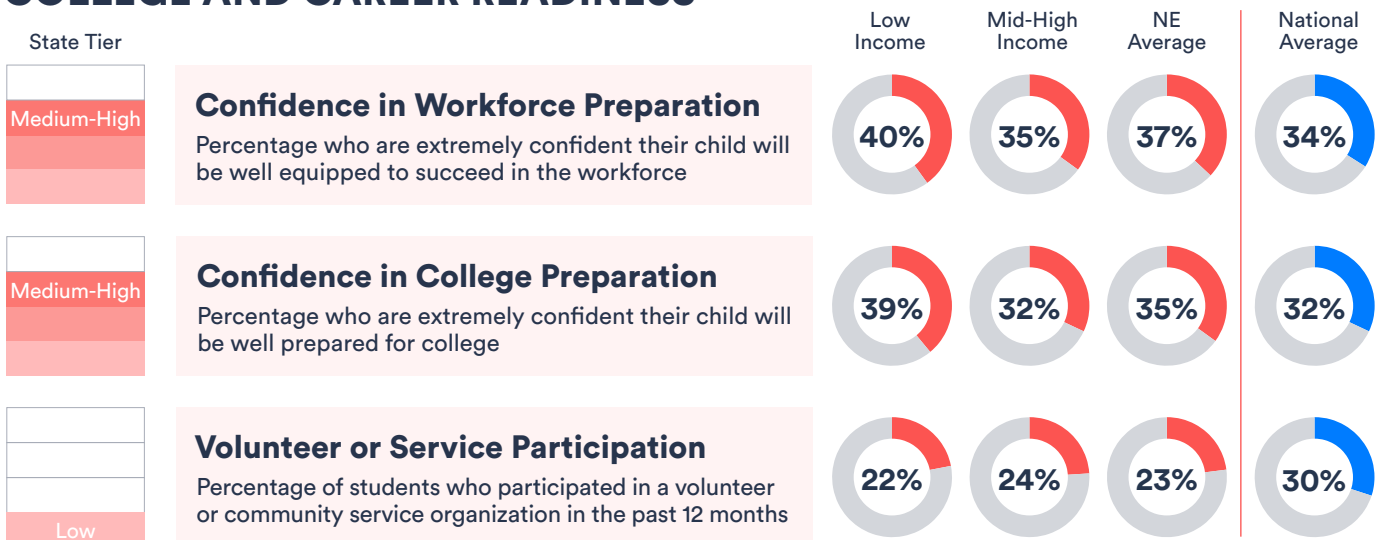 COLLEGE AND CAREER READINESS
State Tier
Low Income
Mid-High Income
NE Average
National Average
Medium-High
Confidence in Workforce Preparation
Percentage who are extremely confident their child will
be well equipped to succeed in the workforce
40%
35%
37%
34%
Medium-High
Confidence in College Preparation
Percentage who are extremely confident their child will
be well prepared for college
39%
32%
35%
32%
Low
Volunteer or Service Participation
Percentage of students who participated in a volunteer
or community service organization in the past 12 months
22%
24%
23%
30%